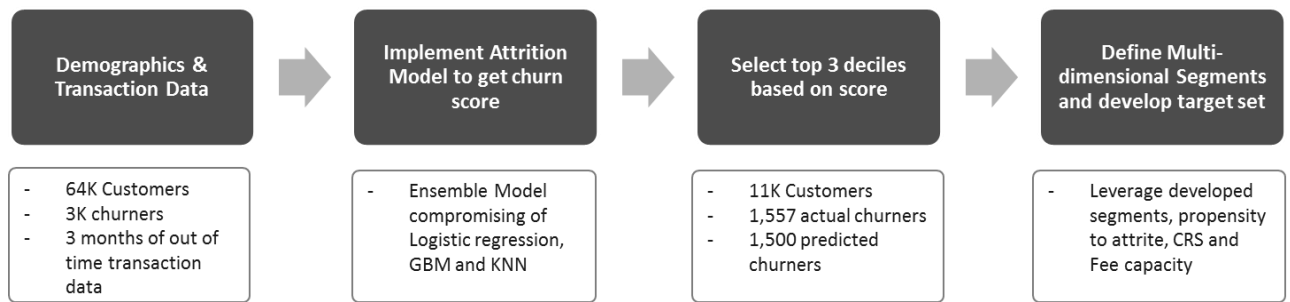 Demographics &
Transaction Data
Implement Attrition
Model to get churn
score
Select top 3 deciles
based on score
Define Multi-
dimensional Segments
and develop target set
- 64K Customers
- 3K churners
- 3 months of out of
time transaction
data
- Ensemble Model
compromising of
Logistic regression,
GBM and KNN
- 11K Customers
- 1,557 actual churners
- 1,500 predicted
churners
- Leverage developed
segments, propensity
to attrite, CRS and
Fee capacity